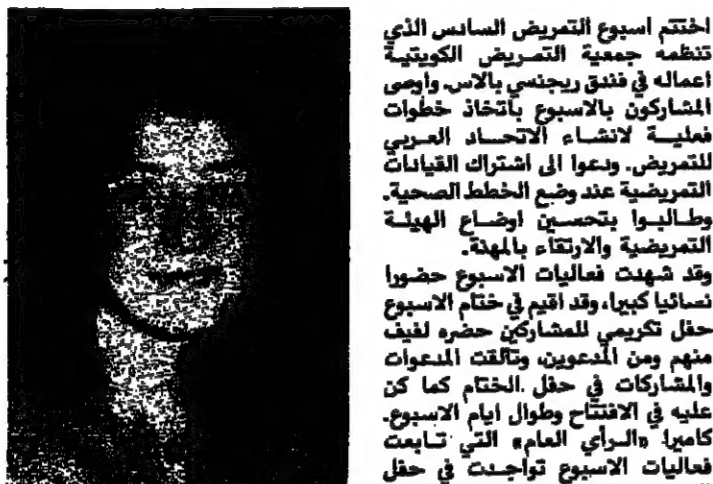 اختتم اسبوع التمريض السادس الذي
تنظمه جمعية التمريض الكويتية
اعماله في فندق ريجنسي بالاس. واوصى
المشاركون بالاسبوع باتخاذ خطوات
فعلية لانشاء الاتحاد العربي
للتمريض. ودعوا الى اشتراك القيادات
التمريضية عند وضع الخطط الصحية.
وطالبوا بتحسين اوضاع الهيئة
التمريضية والارتقاء بالمهنة.
وقد شهدت فعاليات الاسبوع حضورا
نسائيا كبيرا، وقد اقيم في ختام الاسبوع
حفل تكريمي للمشاركين حضره لفيف
منهم ومن المدعوين، وتألقت المدعوات
والمشاركات في حفل الختام كما كن
عليه في الافتتاح وطوال ايام الاسبوع.
كاميرا «الرأي العام» التي تابعت
فعاليات الاسبوع تواجدت في حفل